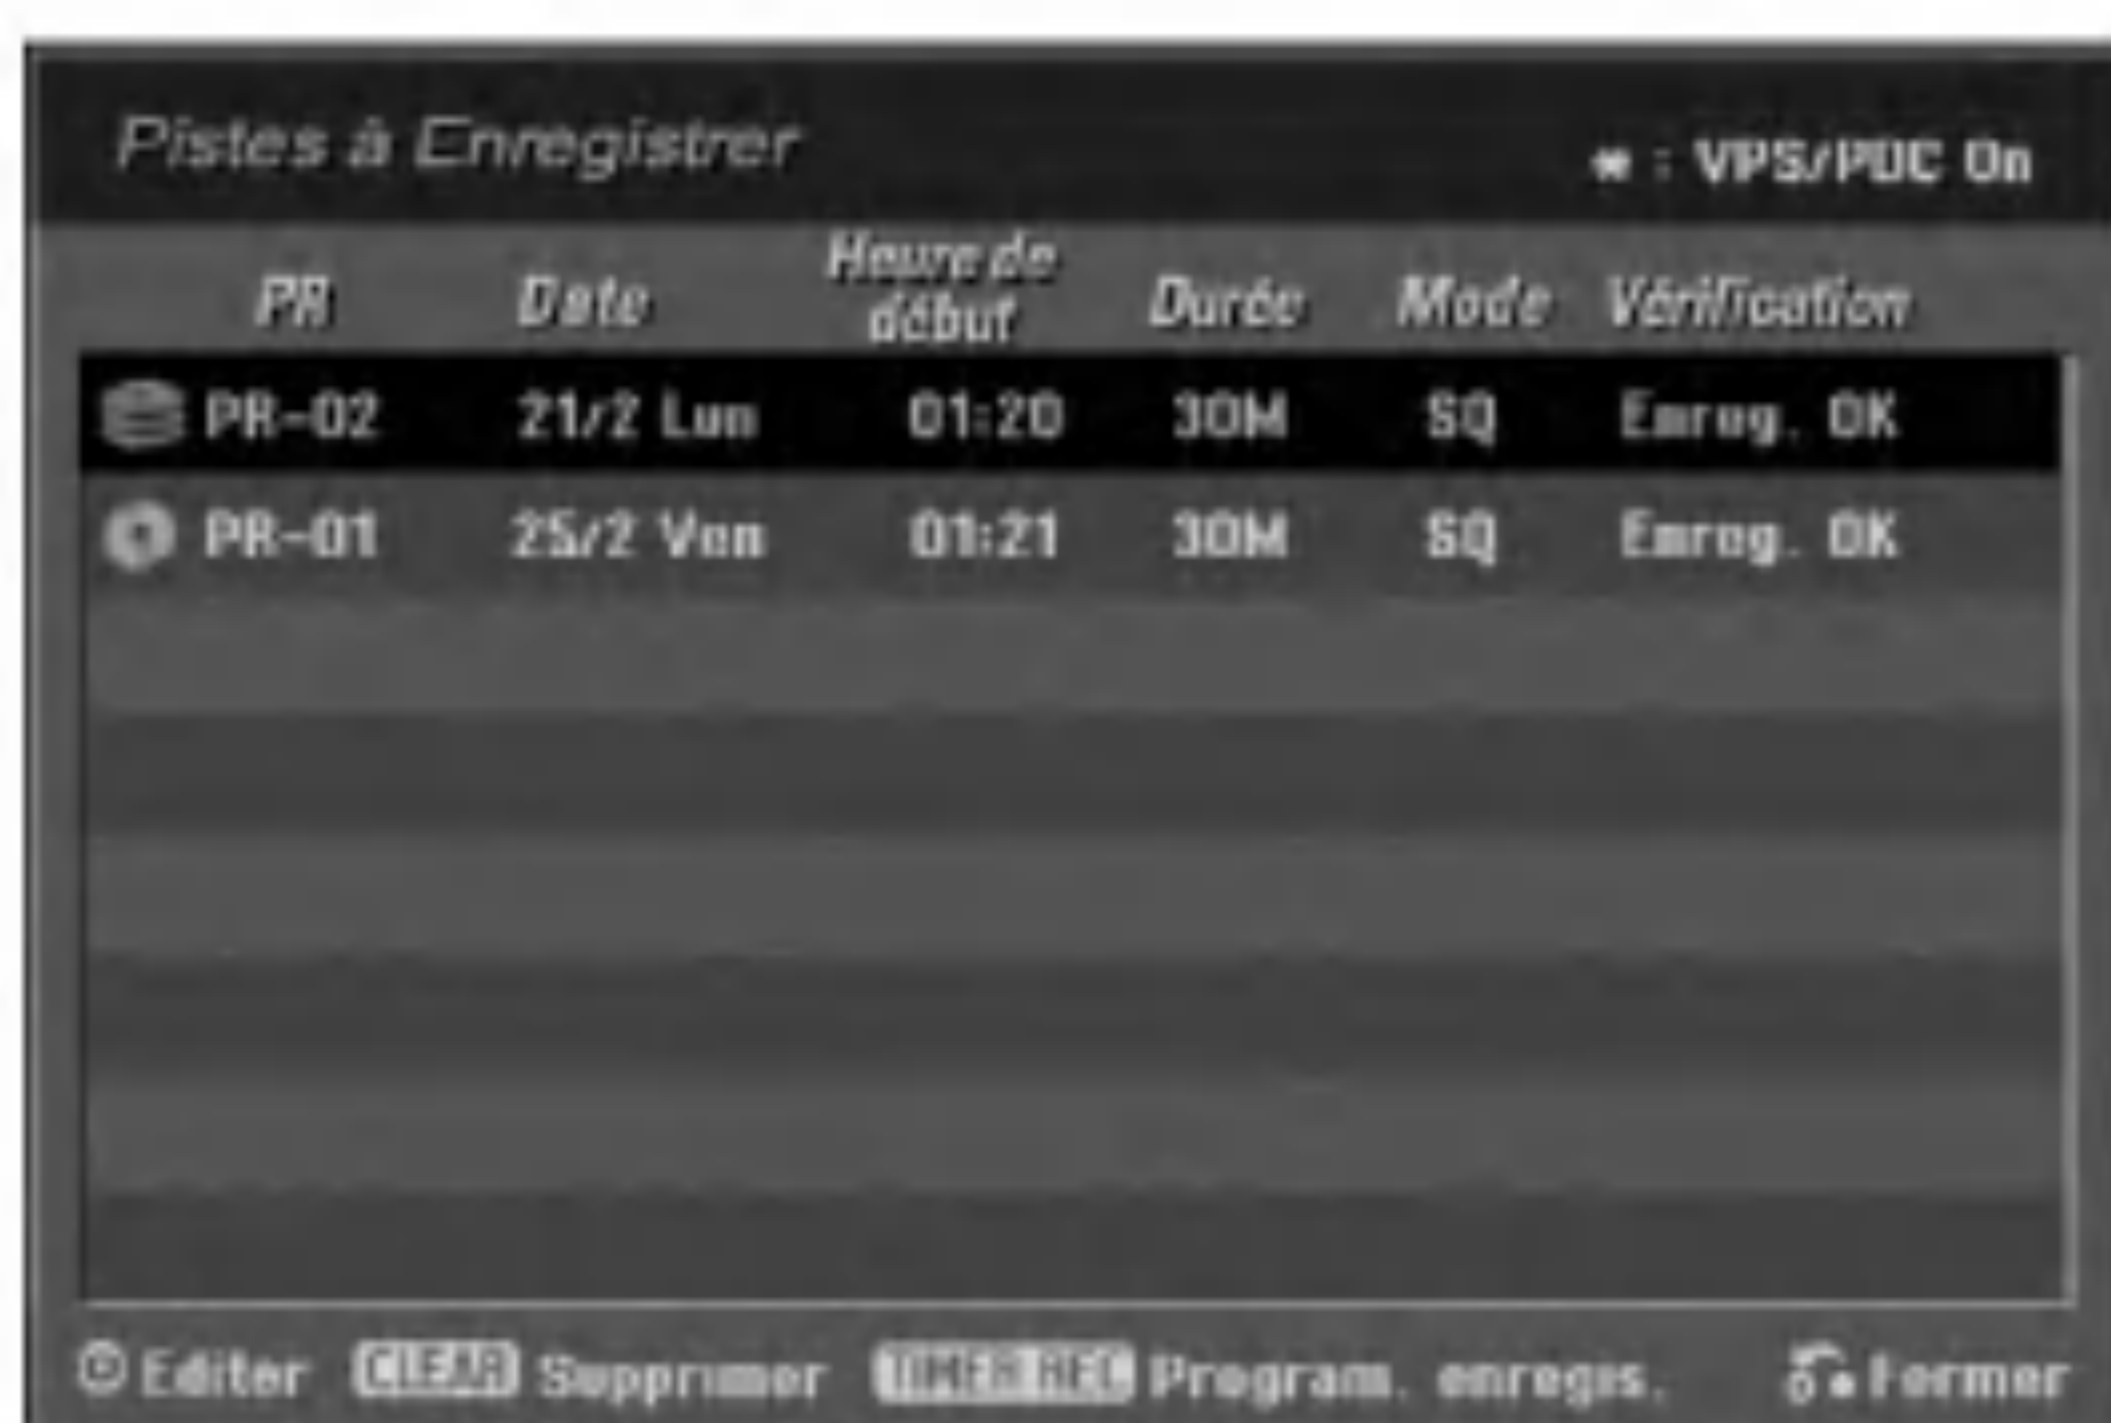 Pistes à Enregistrer
* : VPS/PDC On
PR Date Heure de début Durée Mode Vérification
PR-02 21/2 Lun 01:20 30M SQ Enreg. OK
PR-01 25/2 Ven 01:21 30M SQ Enreg. OK
Editer CLEAR Supprimer TIMER REC Program. enregis. Fermer